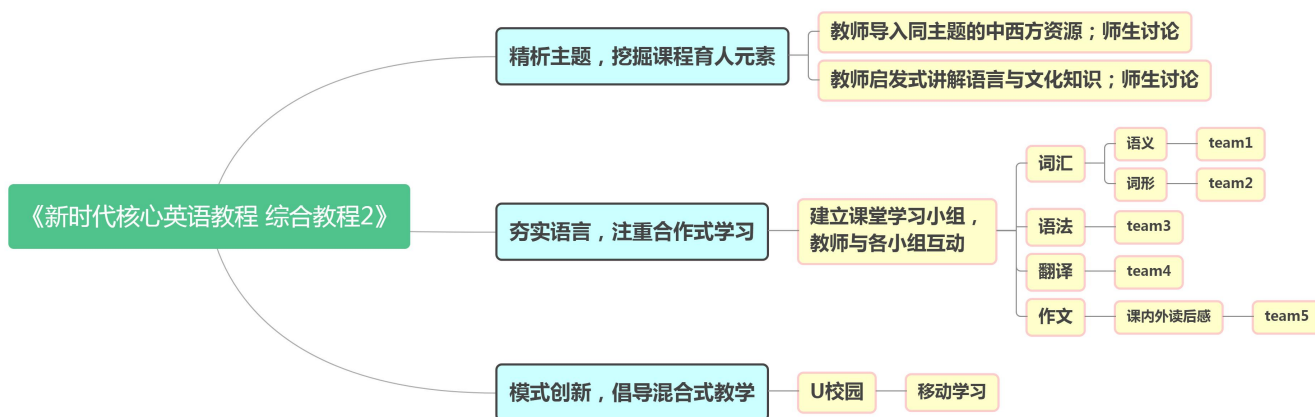 《新时代核心英语教程 综合教程2》
精析主题，挖掘课程育人元素
教师导入同主题的中西方资源；师生讨论
教师启发式讲解语言与文化知识；师生讨论
夯实语言，注重合作式学习
建立课堂学习小组，
教师与各小组互动
词汇
语义
team1
词形
team2
语法
team3
翻译
team4
作文
课内外读后感
team5
模式创新，倡导混合式教学
U校园
移动学习